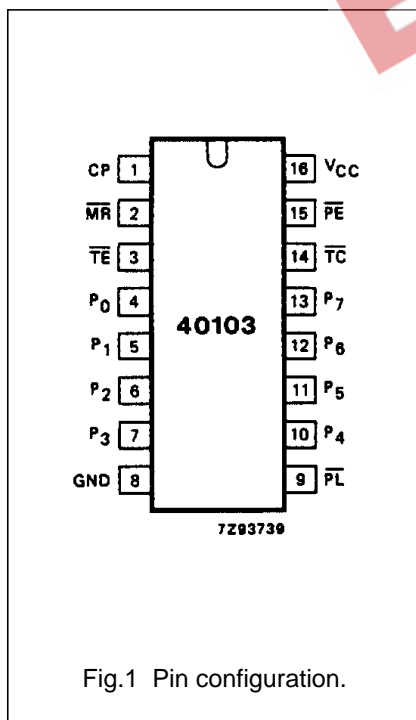 CP 1 16 VCC
MR 2 15 PE
TE 3 14 TC
P0 4 13 P7
P1 5 12 P6
40103
P2 6 11 P5
P3 7 10 P4
GND 8 9 PL
7Z93739
Fig.1 Pin configuration.